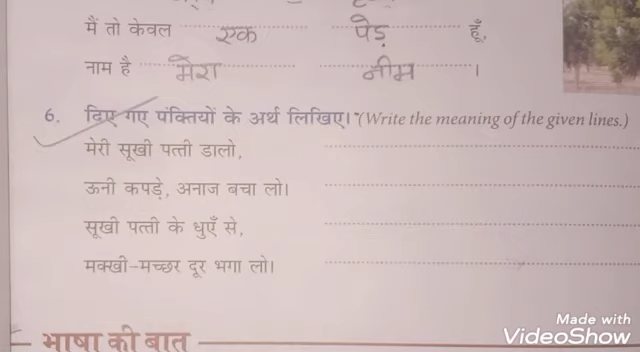 मैं तो केवल एक पेड़ हूँ,
नाम है मेरा नीम ।
6. दिए गए पंक्तियों के अर्थ लिखिए। (Write the meaning of the given lines.)
मेरी सूखी पत्ती डालो,
ऊनी कपड़े, अनाज बचा लो।
सूखी पत्ती के धुएँ से,
मक्खी-मच्छर दूर भगा लो।
भाषा की बात
Made with
VideoShow